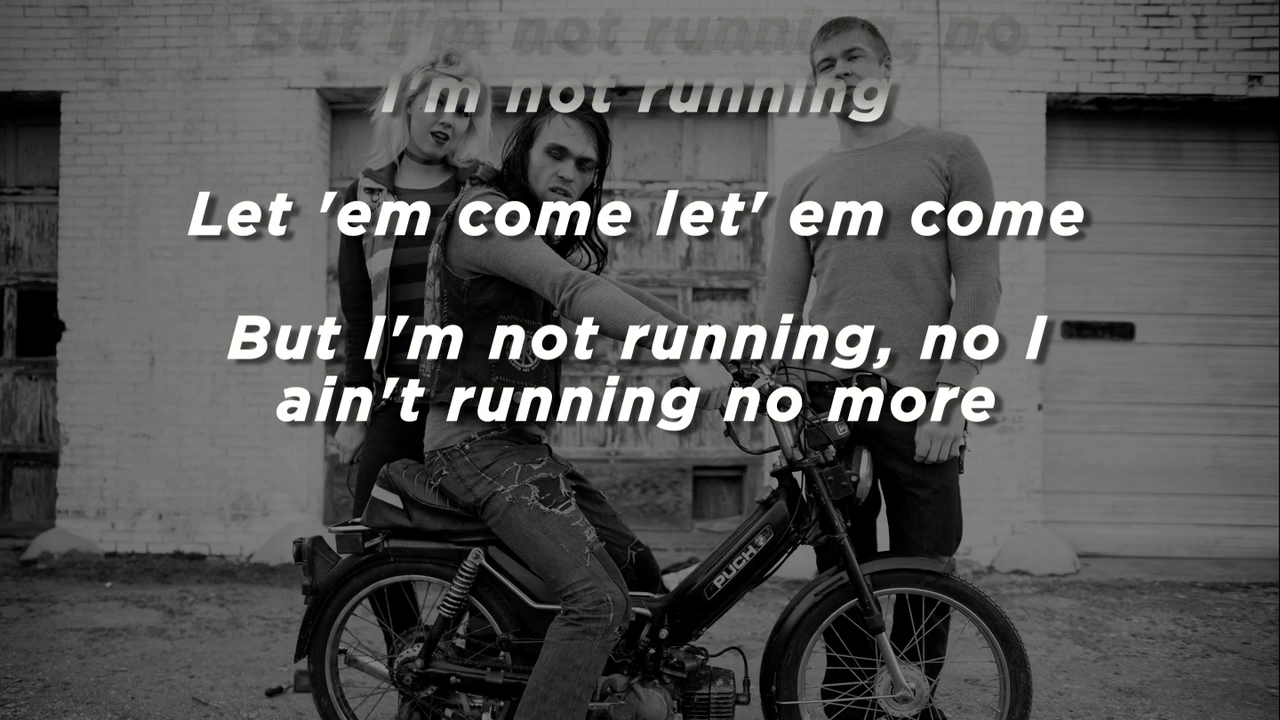 But I'm not running, no
I'm not running
Let 'em come let' em come
But I'm not running, no I
ain't running no more
PUCH